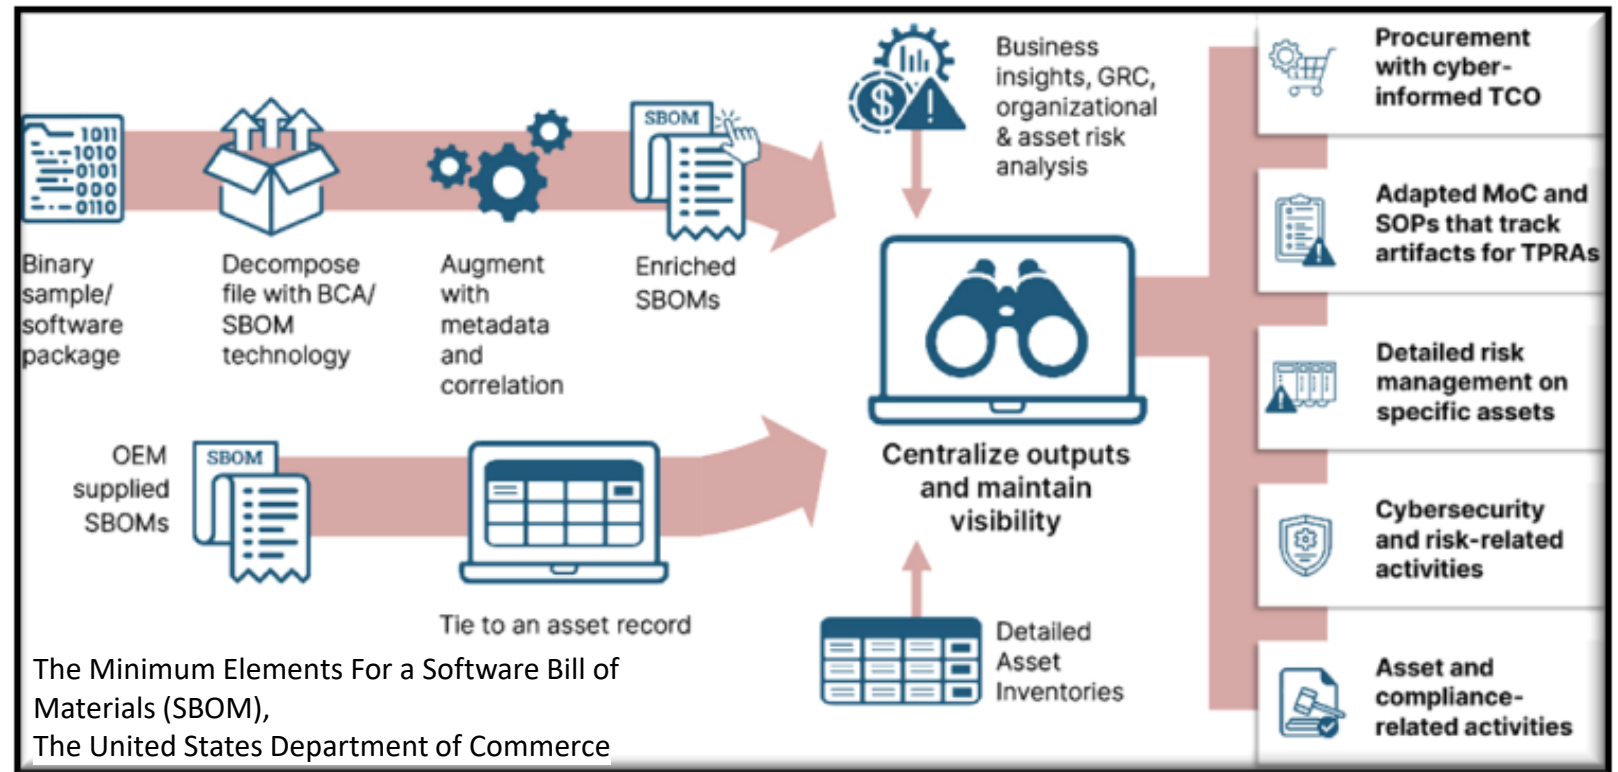 1011
1010
0101
000
0110
Binary
sample/
software
package
Decompose
file with BCA/
SBOM
technology
Augment
with
metadata
and
correlation
SBOM
Enriched
SBOMs
OEM
supplied
SBOMs
SBOM
Tie to an asset record
Business
insights, GRC,
organizational
& asset risk
analysis
$
!
Centralize outputs
and maintain
visibility
Detailed
Asset
Inventories
Procurement
with cyber-
informed TCO
Adapted MoC and
SOPs that track
artifacts for TPRAs
!
Detailed risk
management on
specific assets
!
Cybersecurity
and risk-related
activities
Asset and
compliance-
related activities
The Minimum Elements For a Software Bill of
Materials (SBOM),
The United States Department of Commerce